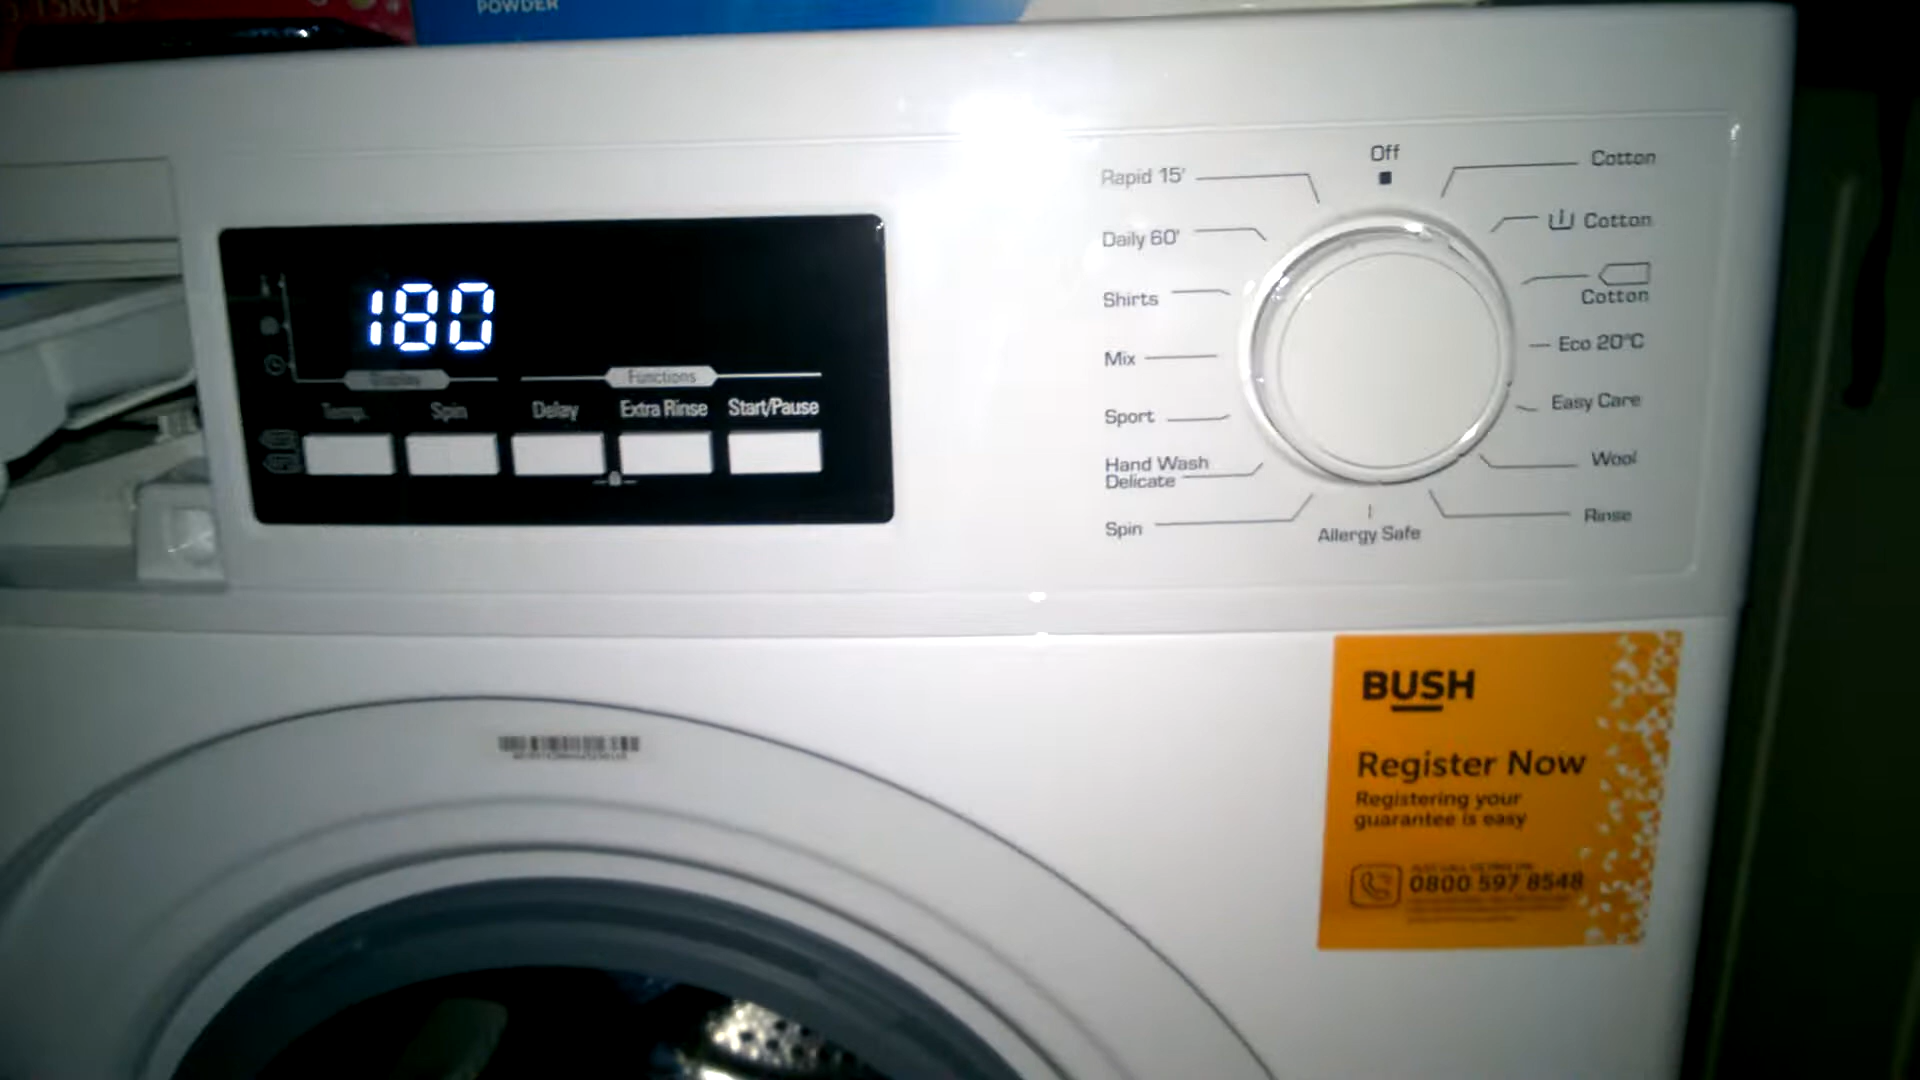 POWDER
180
Display
Functions
Temp.
Spin
Delay
Extra Rinse
Start/Pause
Off
Rapid 15'
Daily 60'
Shirts
Mix
Sport
Hand Wash
Delicate
Spin
Allergy Safe
Cotton
Cotton
Cotton
Eco 20°C
Easy Care
Wool
Rinse
BUSH
Register Now
Registering your
guarantee is easy
0800 597 8548